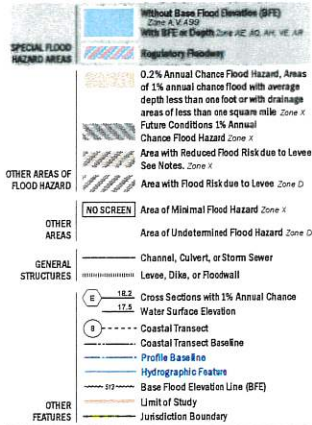 Without Base Flood Elevation (BFE)
Zone A, V, A99
With BFE or Depth Zone AE, AO, AH, VE, AR
SPECIAL FLOOD
HAZARD AREAS
Regulatory Floodway
0.2% Annual Chance Flood Hazard, Areas
of 1% annual chance flood with average
depth less than one foot or with drainage
areas of less than one square mile Zone X
Future Conditions 1% Annual
Chance Flood Hazard Zone X
Area with Reduced Flood Risk due to Levee
See Notes. Zone X
OTHER AREAS OF
FLOOD HAZARD
Area with Flood Risk due to Levee Zone D
NO SCREEN Area of Minimal Flood Hazard Zone X
OTHER
AREAS
Area of Undetermined Flood Hazard Zone D
GENERAL
STRUCTURES
Channel, Culvert, or Storm Sewer
Levee, Dike, or Floodwall
E 18.2 Cross Sections with 1% Annual Chance
17.5 Water Surface Elevation
8 Coastal Transect
Coastal Transect Baseline
Profile Baseline
Hydrographic Feature
513 Base Flood Elevation Line (BFE)
OTHER
FEATURES
Limit of Study
Jurisdiction Boundary